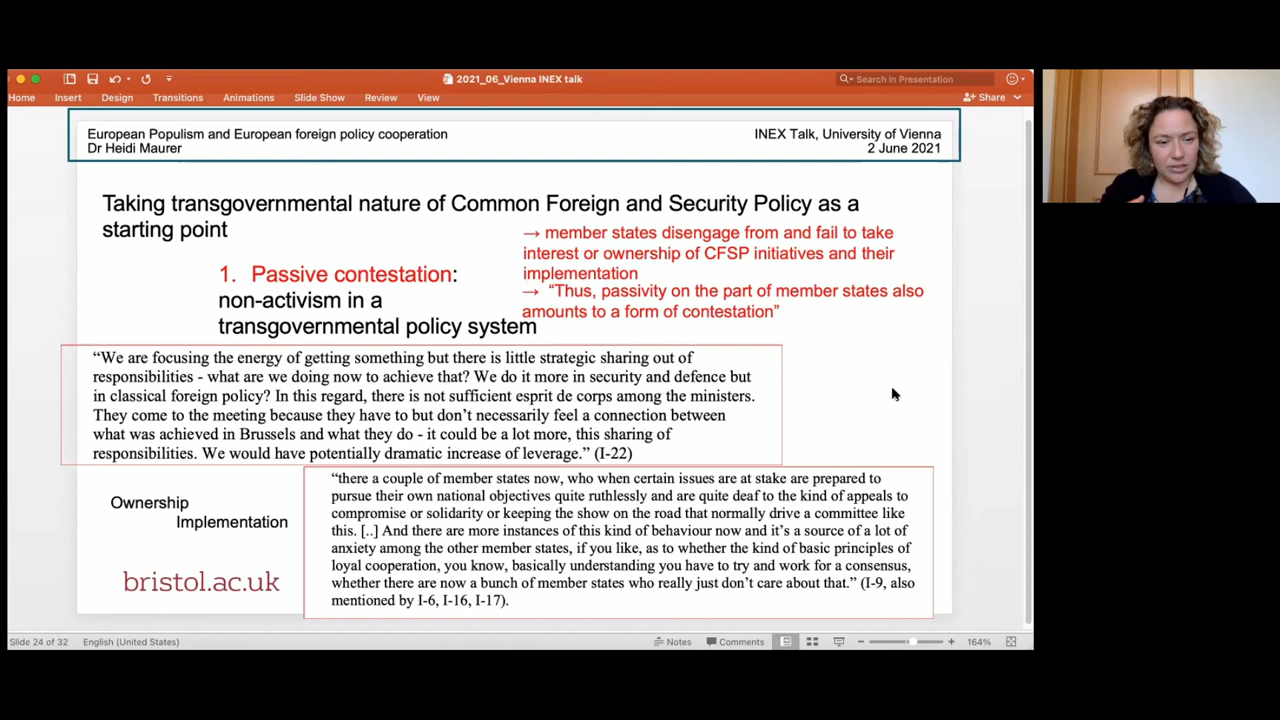 2021_06_Vienna INEX talk
Search in Presentation
Home Insert Design Transitions Animations Slide Show Review View
Share
European Populism and European foreign policy cooperation
Dr Heidi Maurer
INEX Talk, University of Vienna
2 June 2021
Taking transgovernmental nature of Common Foreign and Security Policy as a
starting point
1. Passive contestation:
non-activism in a
transgovernmental policy system
→ member states disengage from and fail to take
interest or ownership of CFSP initiatives and their
implementation
→ “Thus, passivity on the part of member states also
amounts to a form of contestation”
“We are focusing the energy of getting something but there is little strategic sharing out of
responsibilities - what are we doing now to achieve that? We do it more in security and defence but
in classical foreign policy? In this regard, there is not sufficient esprit de corps among the ministers.
They come to the meeting because they have to but don’t necessarily feel a connection between
what was achieved in Brussels and what they do - it could be a lot more, this sharing of
responsibilities. We would have potentially dramatic increase of leverage.” (I-22)
“there a couple of member states now, who when certain issues are at stake are prepared to
pursue their own national objectives quite ruthlessly and are quite deaf to the kind of appeals to
compromise or solidarity or keeping the show on the road that normally drive a committee like
this. [..] And there are more instances of this kind of behaviour now and it’s a source of a lot of
anxiety among the other member states, if you like, as to whether the kind of basic principles of
loyal cooperation, you know, basically understanding you have to try and work for a consensus,
whether there are now a bunch of member states who really just don’t care about that.” (I-9, also
mentioned by I-6, I-16, I-17).
Ownership
Implementation
bristol.ac.uk
Slide 24 of 32 English (United States)
Notes Comments 164%